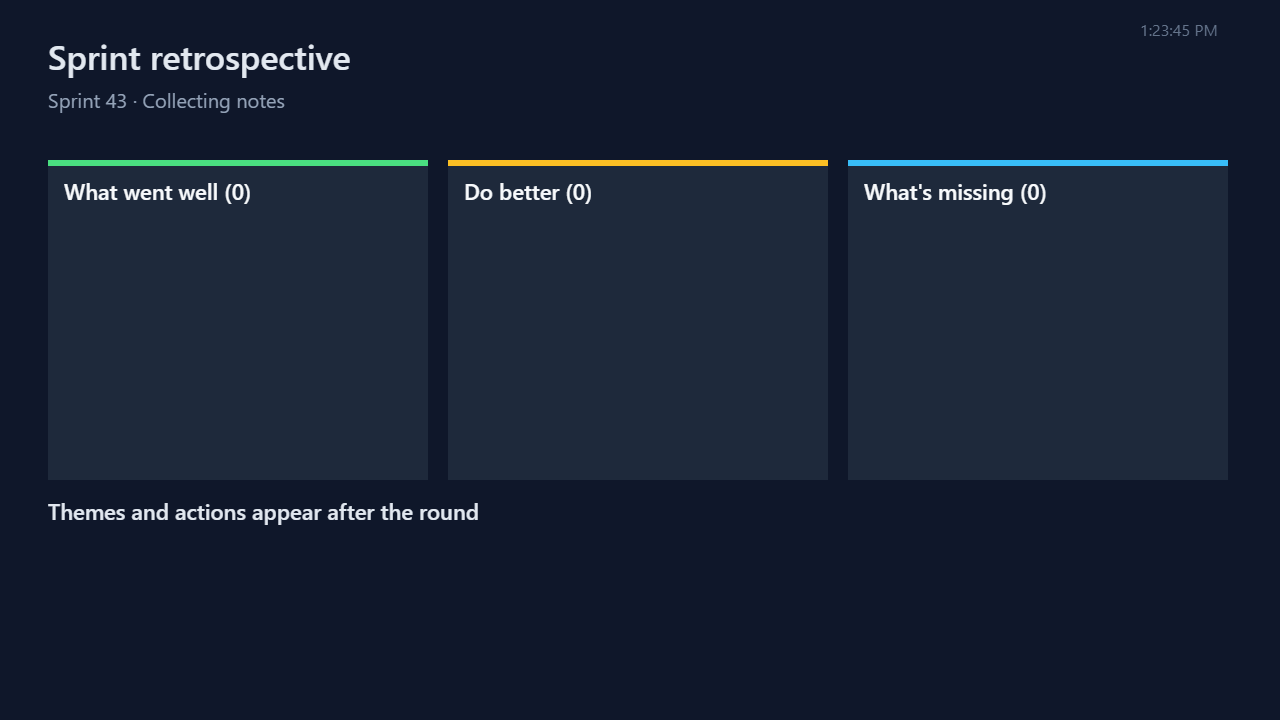 1:23:45 PM
Sprint retrospective
Sprint 43 · Collecting notes
What went well (0)
Do better (0)
What's missing (0)
Themes and actions appear after the round